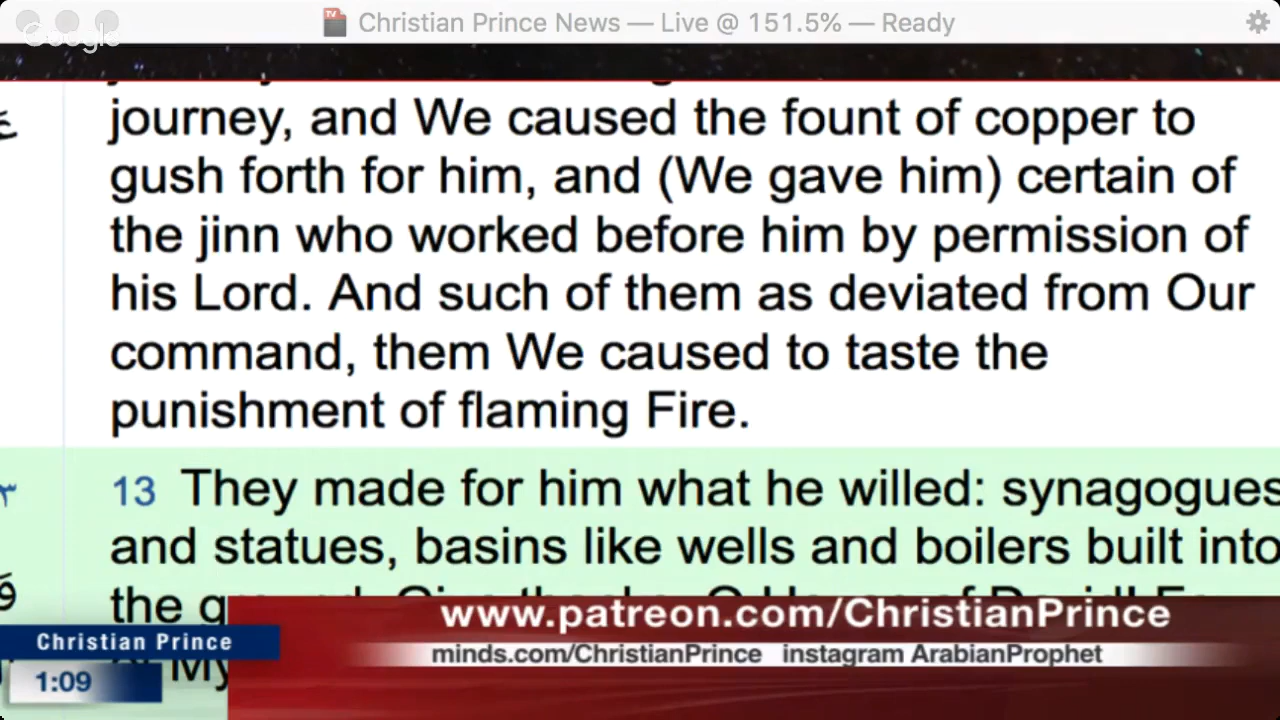 Christian Prince News — Live @ 151.5% — Ready
Google
journey, and We caused the fount of copper to
gush forth for him, and (We gave him) certain of
the jinn who worked before him by permission of
his Lord. And such of them as deviated from Our
command, them We caused to taste the
punishment of flaming Fire.
13 They made for him what he willed: synagogues
and statues, basins like wells and boilers built into
the
www.patreon.com/ChristianPrince
Christian Prince
minds.com/ChristianPrince instagram ArabianProphet
My
1:09